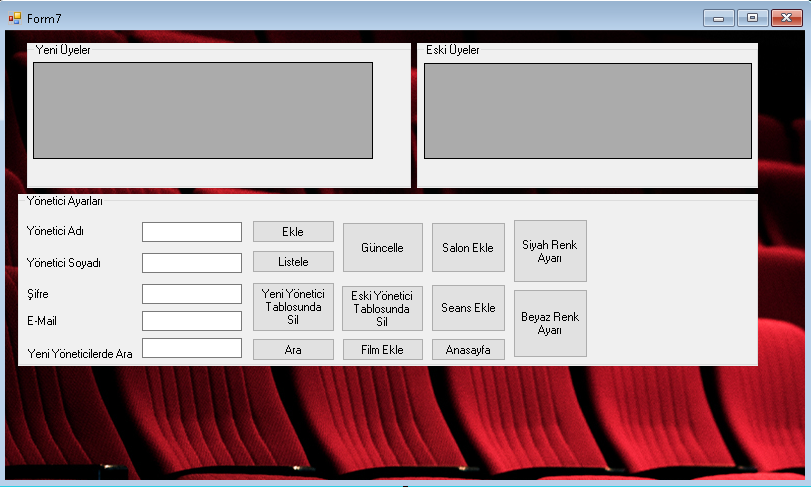 Form7
Yeni Üyeler
Eski Üyeler
Yönetici Ayarları
Yönetici Adı
Ekle
Güncelle
Salon Ekle
Siyah Renk
Ayarı
Yönetici Soyadı
Listele
Şifre
Yeni Yönetici
Tablosunda
Sil
Eski Yönetici
Tablosunda
Sil
Seans Ekle
Beyaz Renk
Ayarı
E-Mail
Yeni Yöneticilerde Ara
Ara
Film Ekle
Anasayfa